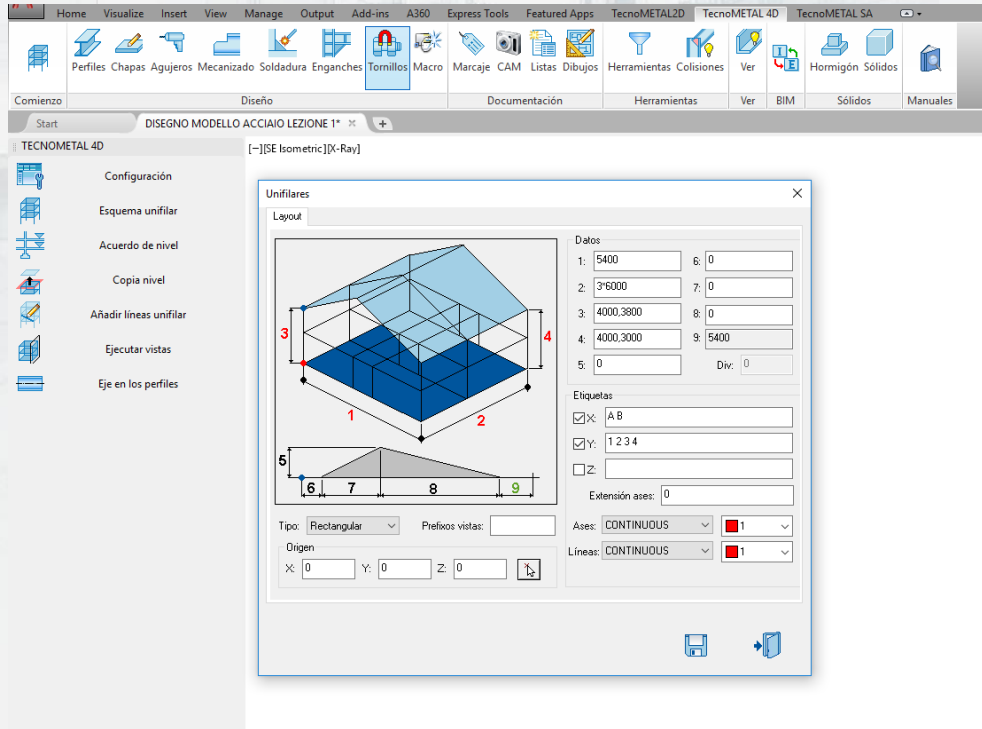 Home Visualize Insert View Manage Output Add-ins A360 Express Tools Featured Apps TecnoMETAL2D TecnoMETAL 4D TecnoMETAL SA
Perfiles Chapas Agujeros Mecanizado Soldadura Enganches Tornillos Macro Marcaje CAM Listas Dibujos Herramientas Colisiones Ver Hormigón Sólidos
Comienzo Diseño Documentación Herramientas Ver BIM Sólidos Manuales
Start DISEGNO MODELLO ACCIAIO LEZIONE 1*
TECNOMETAL 4D
[−][SE Isometric][X-Ray]
Configuración
Esquema unifilar
Acuerdo de nivel
Copia nivel
Añadir líneas unifilar
Ejecutar vistas
Eje en los perfiles
Unifilares
Layout
3
4
1
2
5
6 7 8 9
Tipo: Rectangular Prefixos vistas:
Origen
X: 0 Y: 0 Z: 0
Datos
1: 5400 6: 0
2: 3*6000 7: 0
3: 4000,3800 8: 0
4: 4000,3000 9: 5400
5: 0 Div: 0
Etiquetas
X: A B
Y: 1 2 3 4
Z:
Extensión ases: 0
Ases: CONTINUOUS 1
Líneas: CONTINUOUS 1